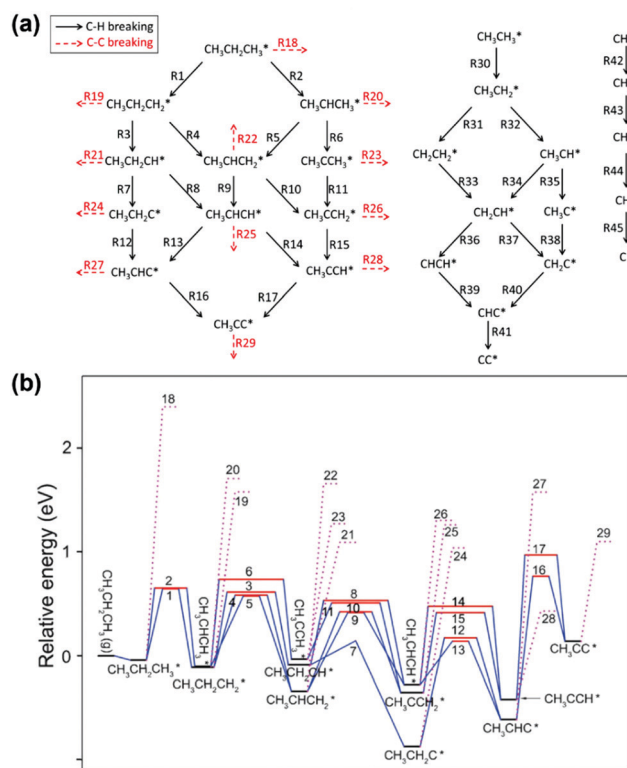 (a)
C-H breaking
C-C breaking
CH₃CH₂CH₃* R18
R1 R2
R19 CH₃CH₂CH₂* CH₃CHCH₃* R20
R3 R4 R22 R5 R6
R21 CH₃CH₂CH* CH₃CHCH₂* CH₃CCH₃* R23
R7 R8 R9 R10 R11
R24 CH₃CH₂C* CH₃CHCH* CH₃CCH₂* R26
R12 R13 R25 R14 R15
R27 CH₃CHC* CH₃CCH* R28
R16 R17
CH₃CC*
R29
CH₃CH₃*
R30
CH₃CH₂*
R31 R32
CH₂CH₂* CH₃CH*
R33 R34 R35
CH₂CH* CH₃C*
R36 R37 R38
CHCH* CH₂C*
R39 R40
CHC*
R41
CC*
R42
R43
R44
R45
(b)
Relative energy (eV)
2
1
0
CH₃CH₂CH₃(g)
CH₃CH₂CH₃*
CH₃CHCH₃*
CH₃CH₂CH₂*
CH₃CCH₃*
CH₃CH₂CH*
CH₃CHCH₂*
CH₃CHCH*
CH₃CCH₂*
CH₃CH₂C*
CH₃CCH*
CH₃CHC*
CH₃CC*
18
2
1
20
19
6
3
4
5
22
23
21
8
11
10
9
7
26
25
24
14
15
12
13
27
17
16
28
29